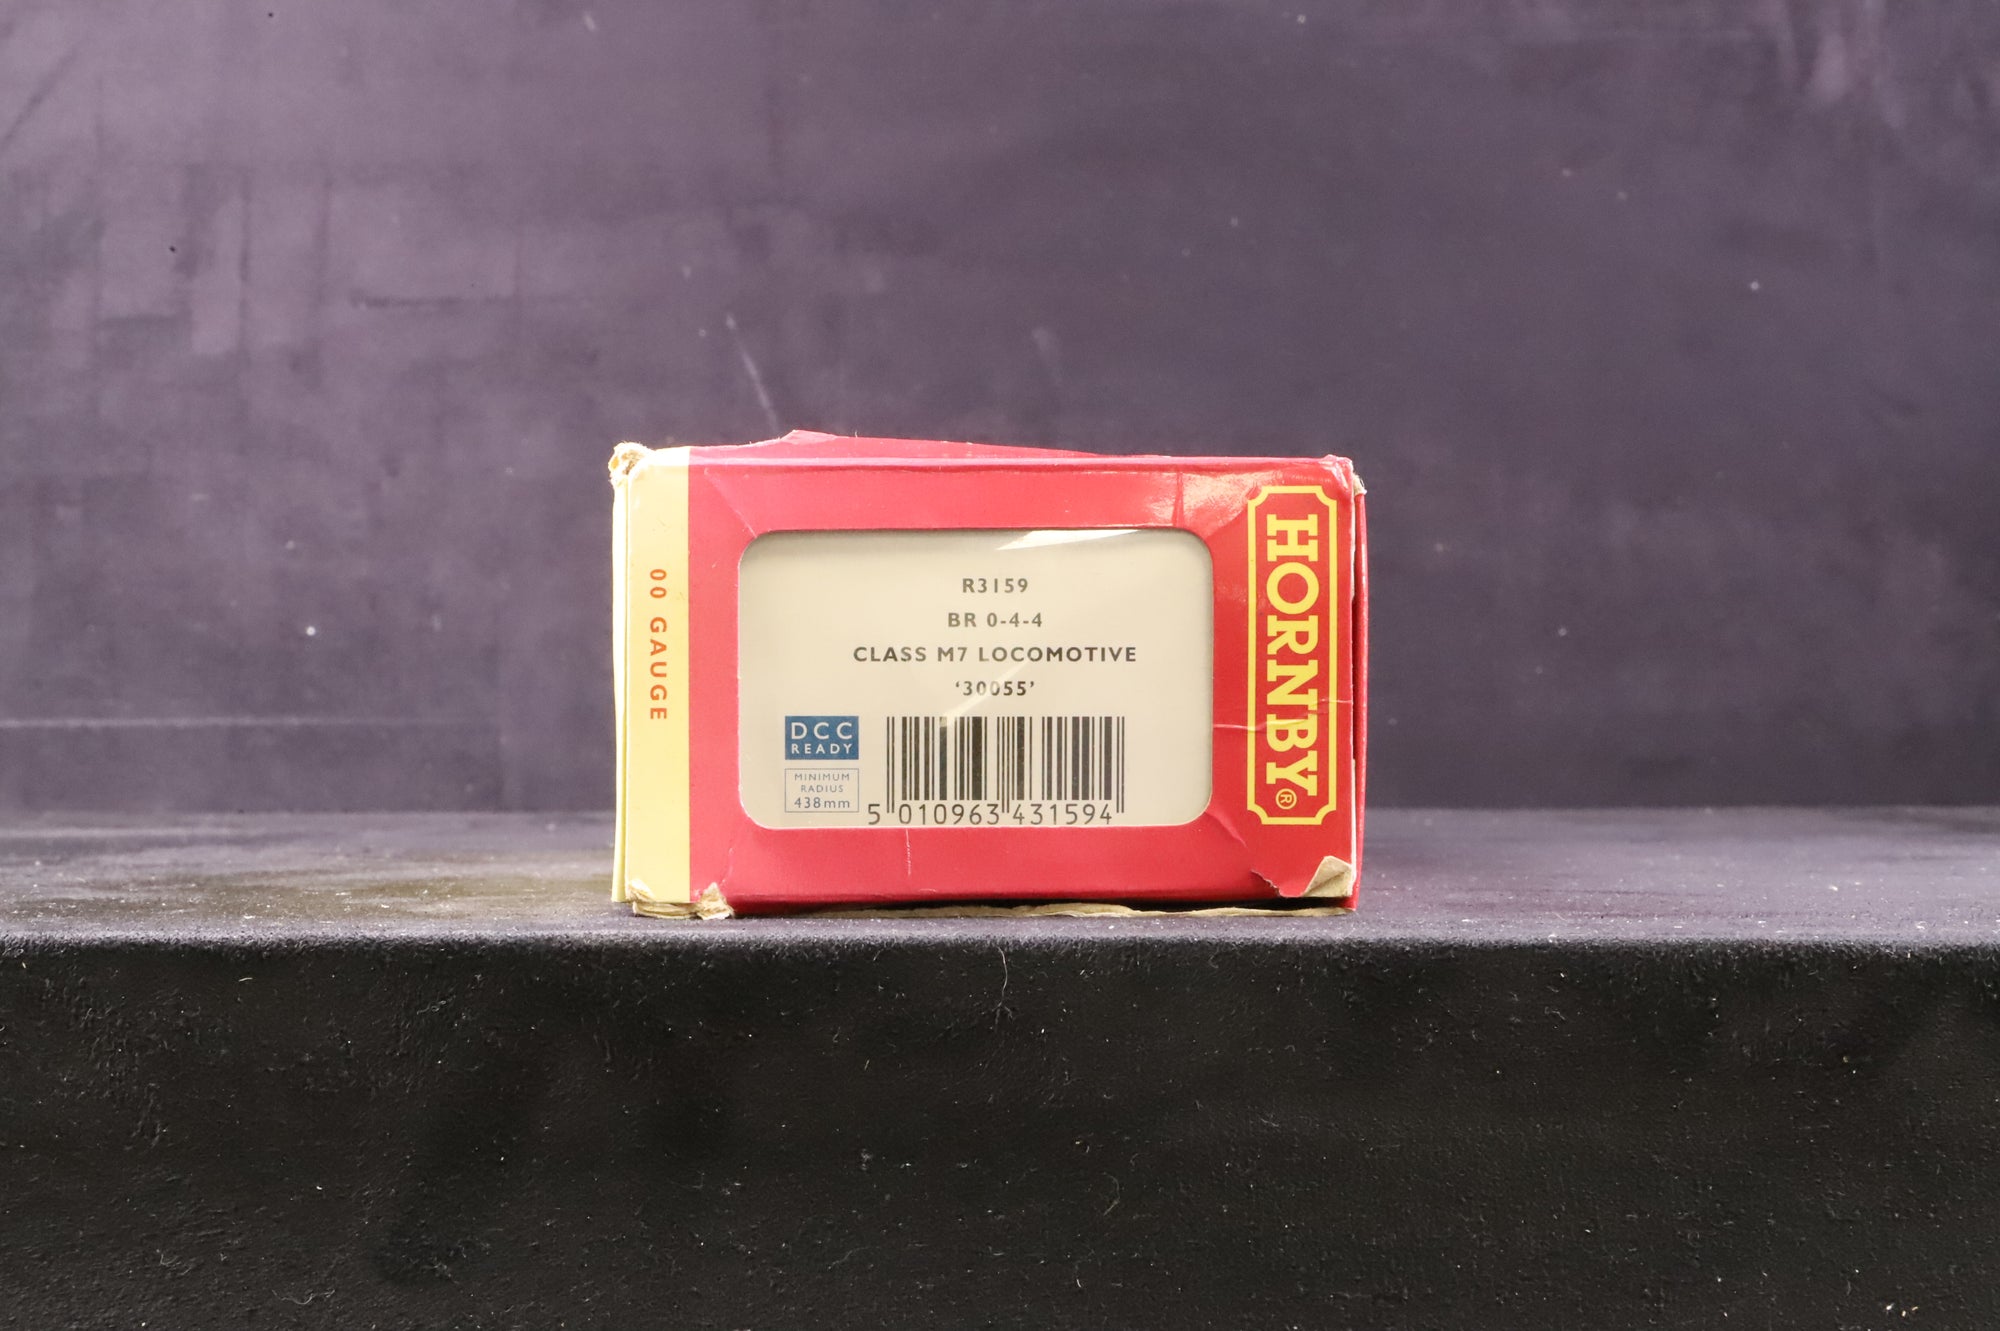 00 GAUGE
R3159
BR 0-4-4
CLASS M7 LOCOMOTIVE
‘30055’
DCC
READY
MINIMUM
RADIUS
438mm
5 010963 431594
HORNBY®